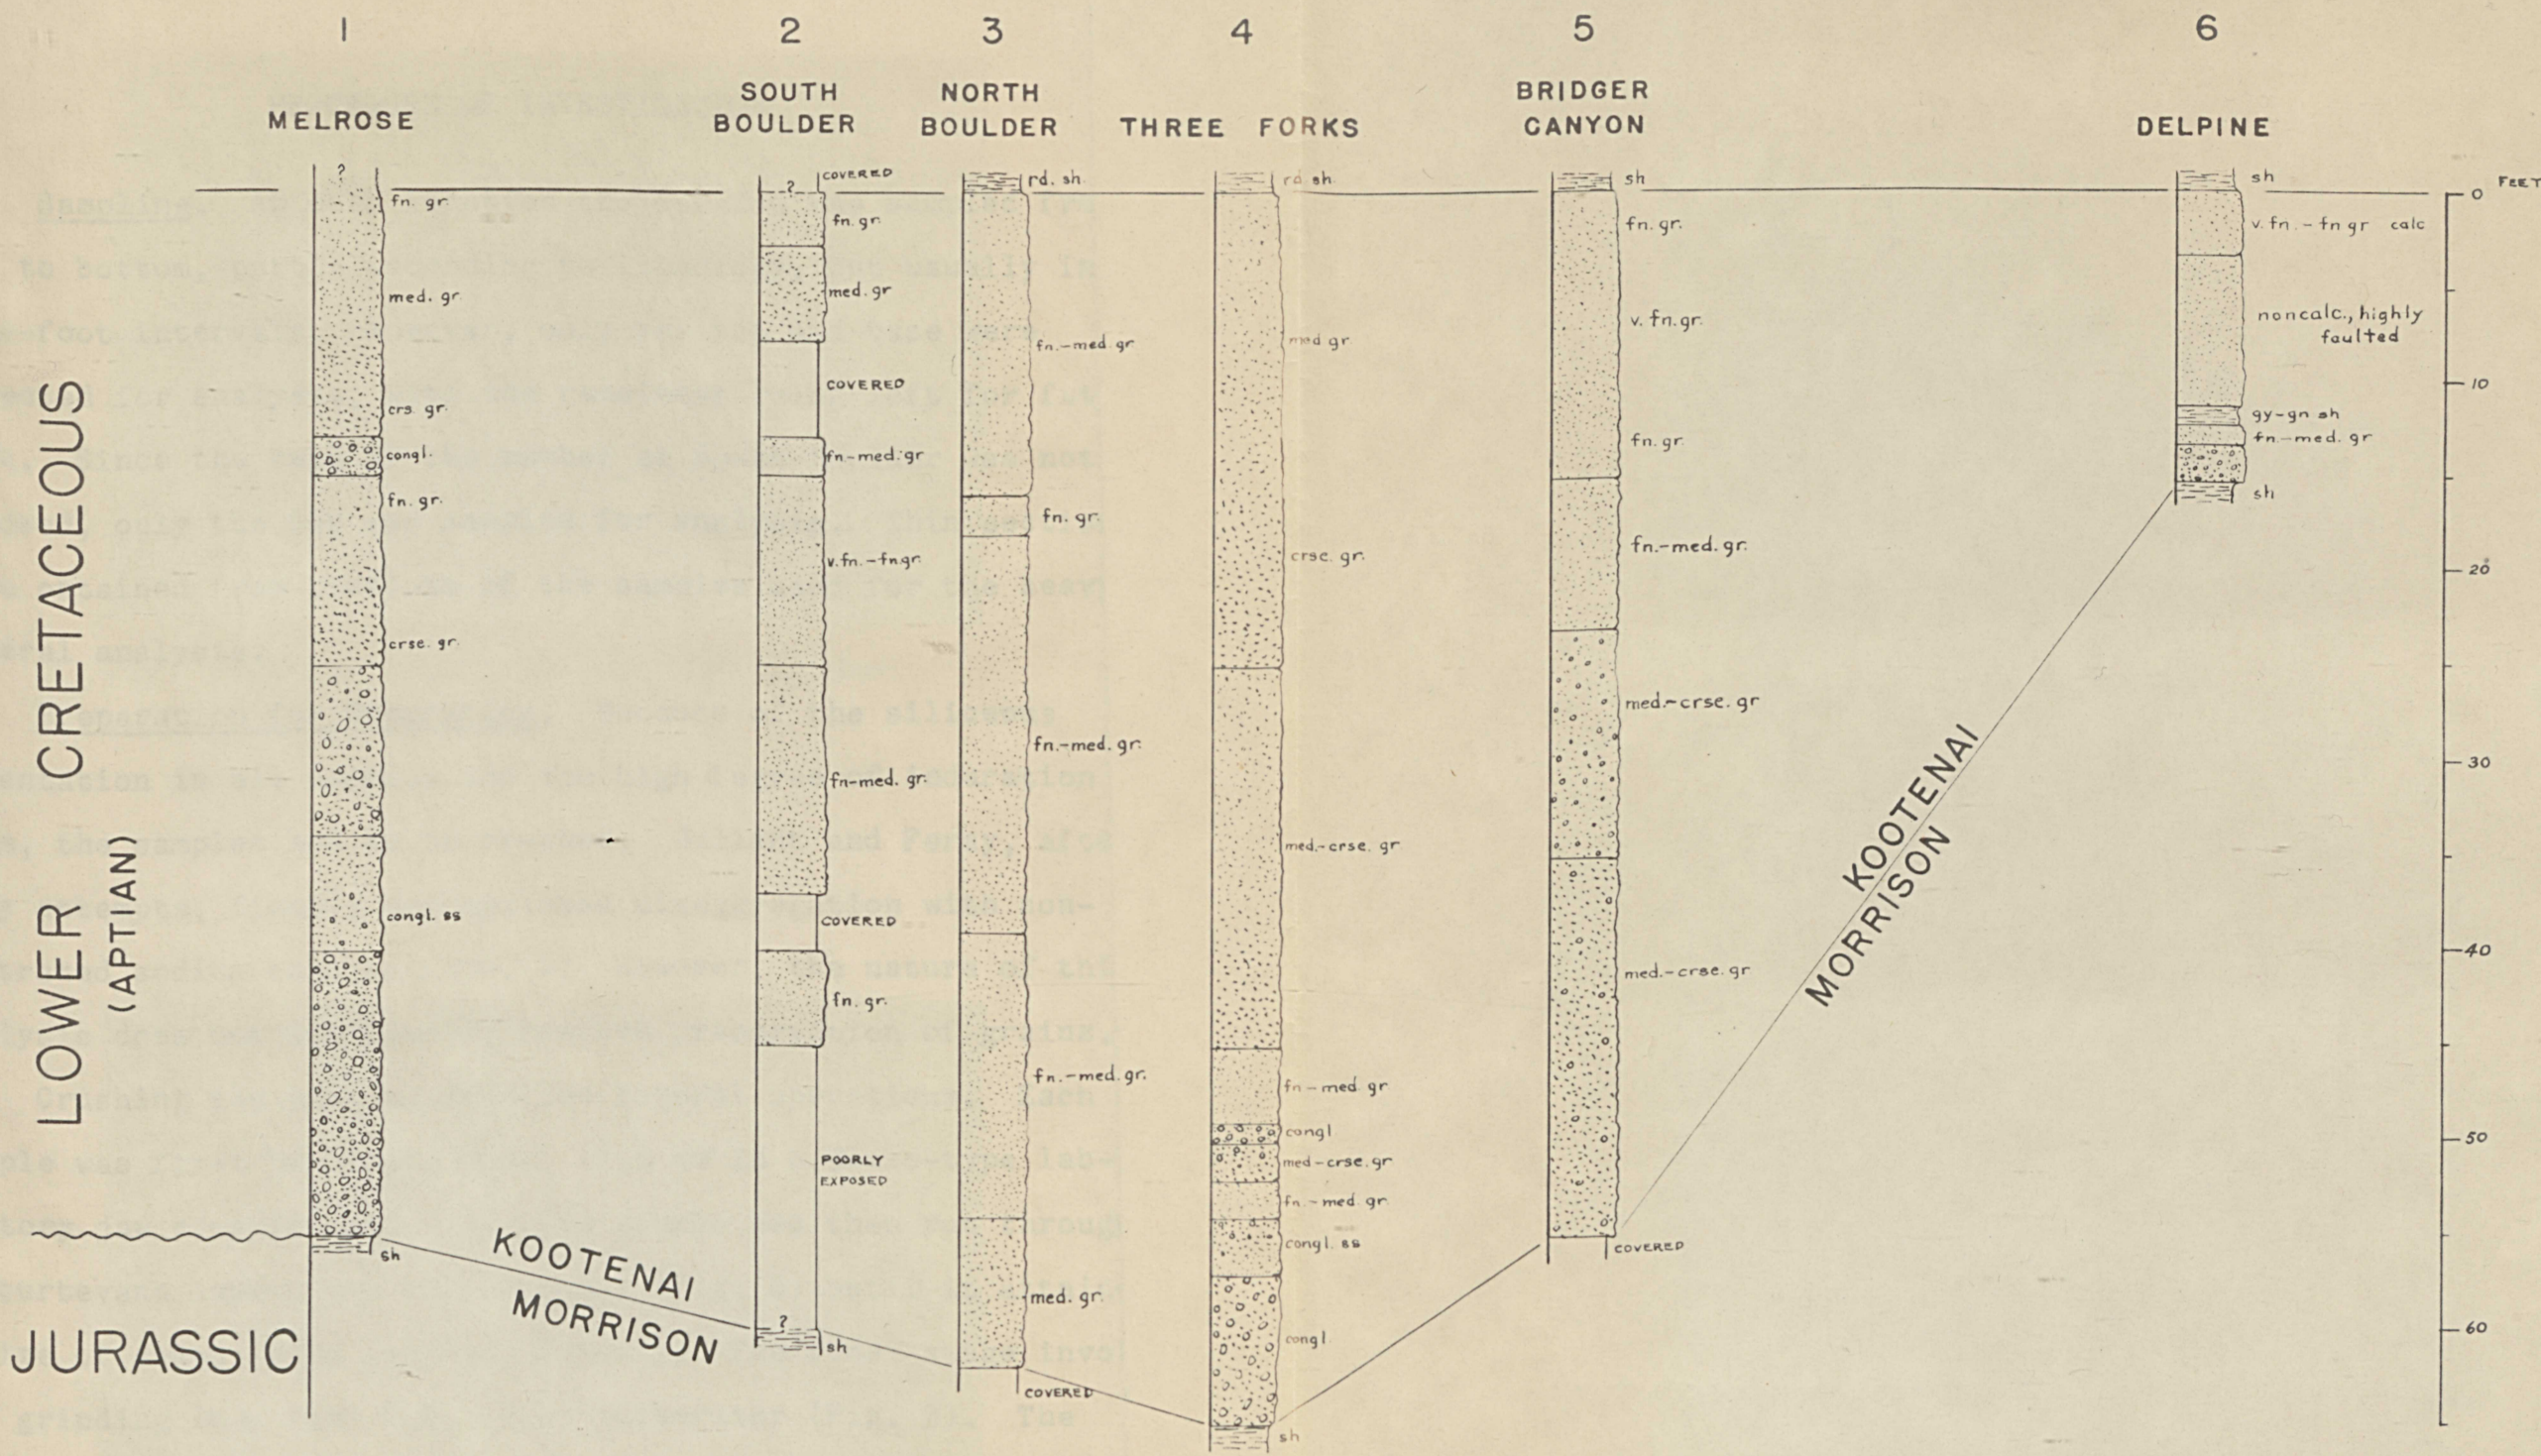 1
2
3
4
5
6
MELROSE
SOUTH
BOULDER
NORTH
BOULDER
THREE FORKS
BRIDGER
CANYON
DELPINE
LOWER CRETACEOUS
(APTIAN)
JURASSIC
?
fn. gr.
med. gr.
crs. gr.
congl.
fn. gr.
crse. gr.
congl. ss
sh
KOOTENAI
MORRISON
?
COVERED
fn. gr.
med. gr
COVERED
fn-med. gr
v. fn. - fn gr.
fn-med. gr.
COVERED
fn. gr.
POORLY
EXPOSED
?
sh
rd. sh.
fn.-med. gr
fn. gr.
fn.-med. gr.
fn.-med. gr.
med. gr.
COVERED
rd sh.
med gr
crse. gr.
med.-crse. gr
fn - med gr
congl
med-crse. gr
fn. - med. gr.
congl. ss
congl.
sh
sh
fn. gr.
v. fn. gr.
fn. gr.
fn.-med. gr.
med.-crse. gr
med.-crse. gr
COVERED
KOOTENAI
MORRISON
sh
v. fn. - fn gr calc
noncalc., highly
faulted
gy-gn sh
fn.-med. gr
sh
FEET
0
10
20
30
40
50
60